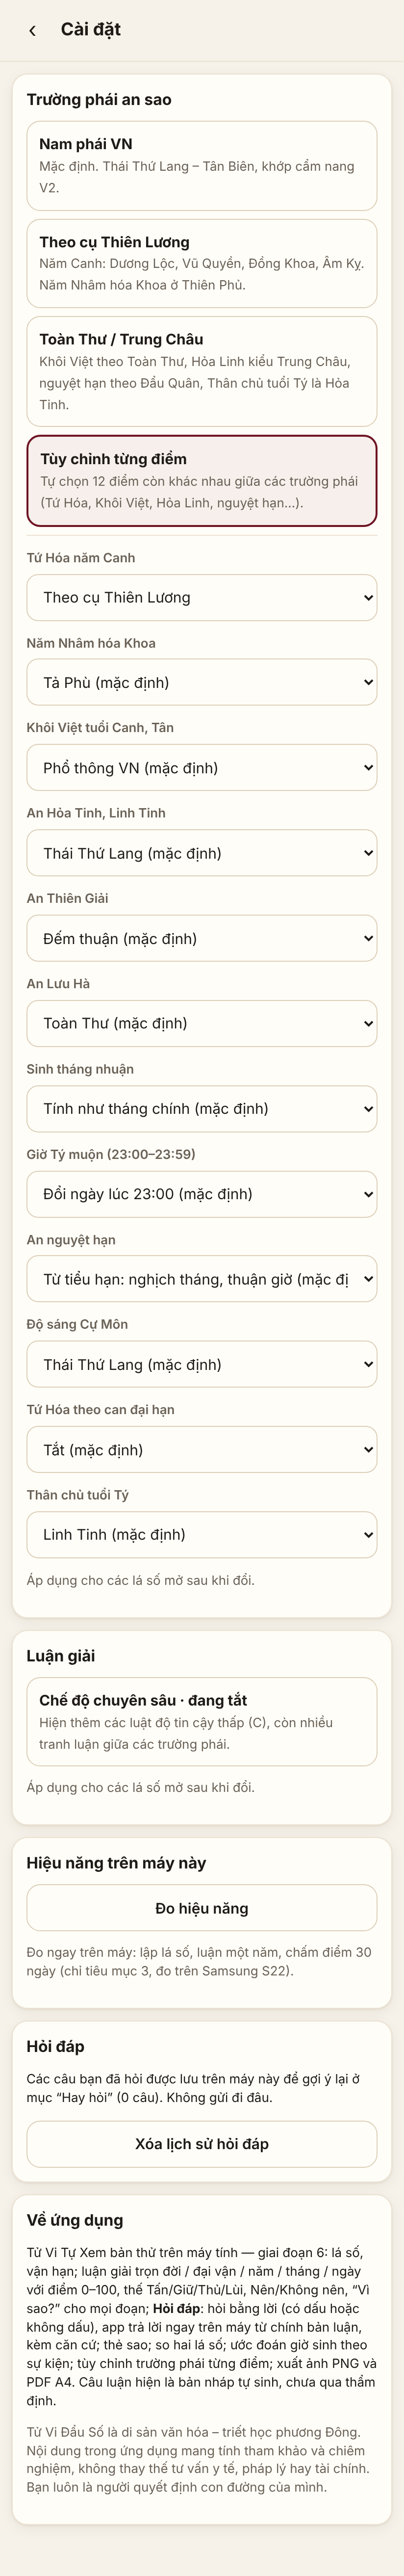 ‹ Cài đặt
Trường phái an sao
Nam phái VN
Mặc định. Thái Thứ Lang – Tân Biên, khớp cẩm nang
V2.
Theo cụ Thiên Lương
Năm Canh: Dương Lộc, Vũ Quyền, Đồng Khoa, Âm Kỵ.
Năm Nhâm hóa Khoa ở Thiên Phủ.
Toàn Thư / Trung Châu
Khôi Việt theo Toàn Thư, Hỏa Linh kiểu Trung Châu,
nguyệt hạn theo Đẩu Quân, Thân chủ tuổi Tý là Hỏa
Tinh.
Tùy chỉnh từng điểm
Tự chọn 12 điểm còn khác nhau giữa các trường phái
(Tứ Hóa, Khôi Việt, Hỏa Linh, nguyệt hạn...).
Tứ Hóa năm Canh
Theo cụ Thiên Lương
Năm Nhâm hóa Khoa
Tả Phù (mặc định)
Khôi Việt tuổi Canh, Tân
Phổ thông VN (mặc định)
An Hỏa Tinh, Linh Tinh
Thái Thứ Lang (mặc định)
An Thiên Giải
Đếm thuận (mặc định)
An Lưu Hà
Toàn Thư (mặc định)
Sinh tháng nhuận
Tính như tháng chính (mặc định)
Giờ Tý muộn (23:00–23:59)
Đổi ngày lúc 23:00 (mặc định)
An nguyệt hạn
Từ tiểu hạn: nghịch tháng, thuận giờ (mặc đị
Độ sáng Cự Môn
Thái Thứ Lang (mặc định)
Tứ Hóa theo can đại hạn
Tắt (mặc định)
Thân chủ tuổi Tý
Linh Tinh (mặc định)
Áp dụng cho các lá số mở sau khi đổi.
Luận giải
Chế độ chuyên sâu · đang tắt
Hiện thêm các luật độ tin cậy thấp (C), còn nhiều
tranh luận giữa các trường phái.
Áp dụng cho các lá số mở sau khi đổi.
Hiệu năng trên máy này
Đo hiệu năng
Đo ngay trên máy: lập lá số, luận một năm, chấm điểm 30
ngày (chỉ tiêu mục 3, đo trên Samsung S22).
Hỏi đáp
Các câu bạn đã hỏi được lưu trên máy này để gợi ý lại ở
mục “Hay hỏi” (0 câu). Không gửi đi đâu.
Xóa lịch sử hỏi đáp
Về ứng dụng
Tử Vi Tự Xem bản thử trên máy tính — giai đoạn 6: lá số,
vận hạn; luận giải trọn đời / đại vận / năm / tháng / ngày
với điểm 0–100, thế Tấn/Giữ/Thủ/Lùi, Nên/Không nên, “Vì
sao?” cho mọi đoạn; Hỏi đáp: hỏi bằng lời (có dấu hoặc
không dấu), app trả lời ngay trên máy từ chính bản luận,
kèm căn cứ; thẻ sao; so hai lá số; ước đoán giờ sinh theo
sự kiện; tùy chỉnh trường phái từng điểm; xuất ảnh PNG và
PDF A4. Câu luận hiện là bản nháp tự sinh, chưa qua thẩm
định.
Tử Vi Đẩu Số là di sản văn hóa – triết học phương Đông.
Nội dung trong ứng dụng mang tính tham khảo và chiêm
nghiệm, không thay thế tư vấn y tế, pháp lý hay tài chính.
Bạn luôn là người quyết định con đường của mình.